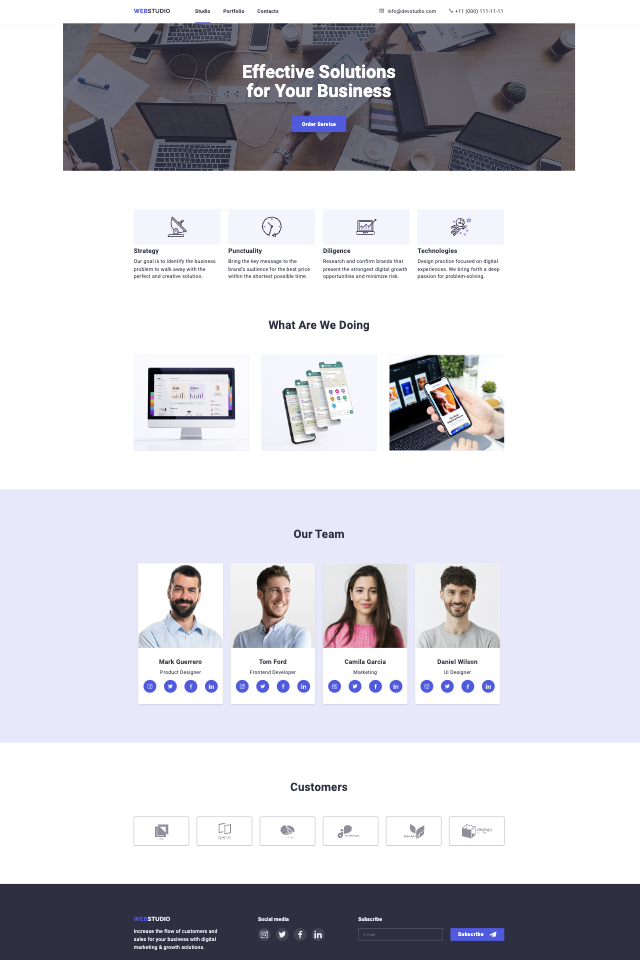 WEBSTUDIO
Studio Portfolio Contacts
info@devstudio.com +11 (000) 111-11-11
Effective Solutions
for Your Business
Order Service
Strategy
Our goal is to identify the business
problem to walk away with the
perfect and creative solution.
Punctuality
Bring the key message to the
brand's audience for the best price
within the shortest possible time.
Diligence
Research and confirm brands that
present the strongest digital growth
opportunities and minimize risk.
Technologies
Design practice focused on digital
experiences. We bring forth a deep
passion for problem-solving.
What Are We Doing
Our Team
Mark Guerrero
Product Designer
Tom Ford
Frontend Developer
Camila Garcia
Marketing
Daniel Wilson
UI Designer
Customers
WEBSTUDIO
Increase the flow of customers and
sales for your business with digital
marketing & growth solutions.
Social media
Subscribe
E-mail
Subscribe